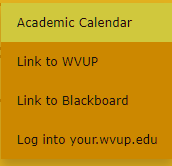 Academic Calendar
Link to WVUP
Link to Blackboard
Log into your.wvup.edu